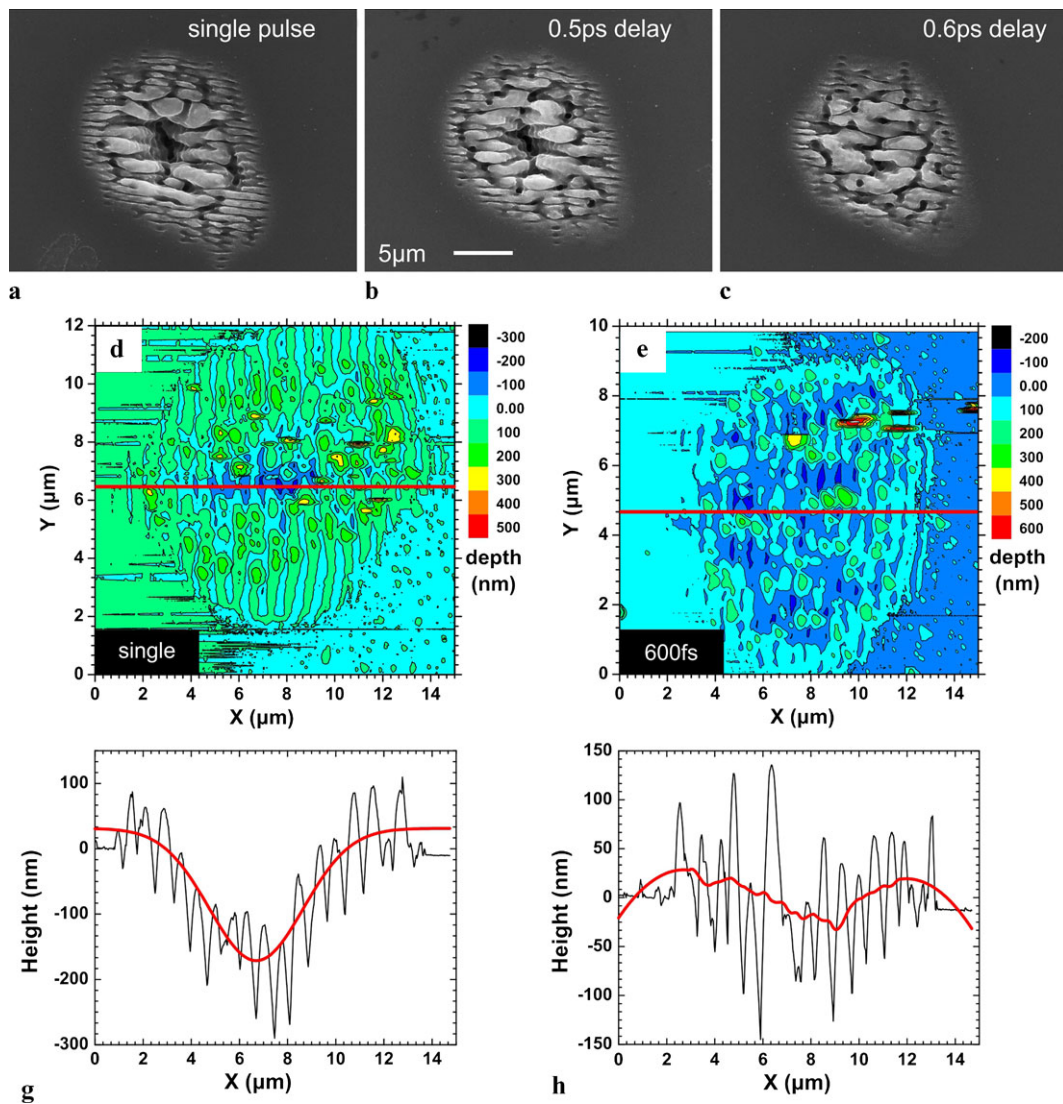 single pulse
0.5ps delay
0.6ps delay
5µm
a
b
c
d
12
10
8
6
4
2
0
Y (µm)
single
0 2 4 6 8 10 12 14
X (µm)
-300
-200
-100
0.00
100
200
300
400
500
depth
(nm)
e
10
8
6
4
2
0
Y (µm)
600fs
0 2 4 6 8 10 12 14
X (µm)
-200
-100
0.00
100
200
300
400
500
600
depth
(nm)
100
0
-100
-200
-300
Height (nm)
0 2 4 6 8 10 12 14
X (µm)
g
150
100
50
0
-50
-100
-150
Height (nm)
0 2 4 6 8 10 12 14
X (µm)
h